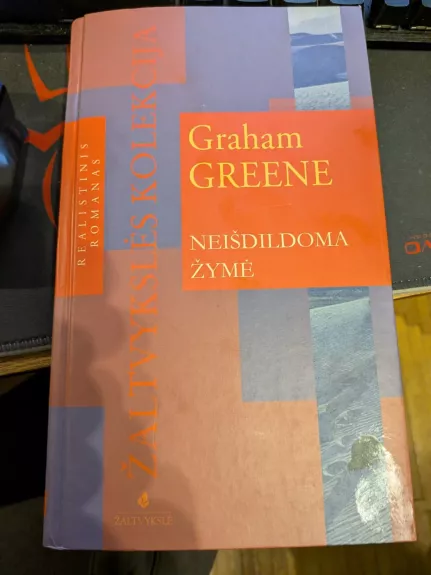 Graham
GREENE
NEIŠDILDOMA
ŽYMĖ
REALISTINIS
ROMANAS
ŽALTVYKSLĖS KOLEKCIJA
ŽALTVYKSLĖ